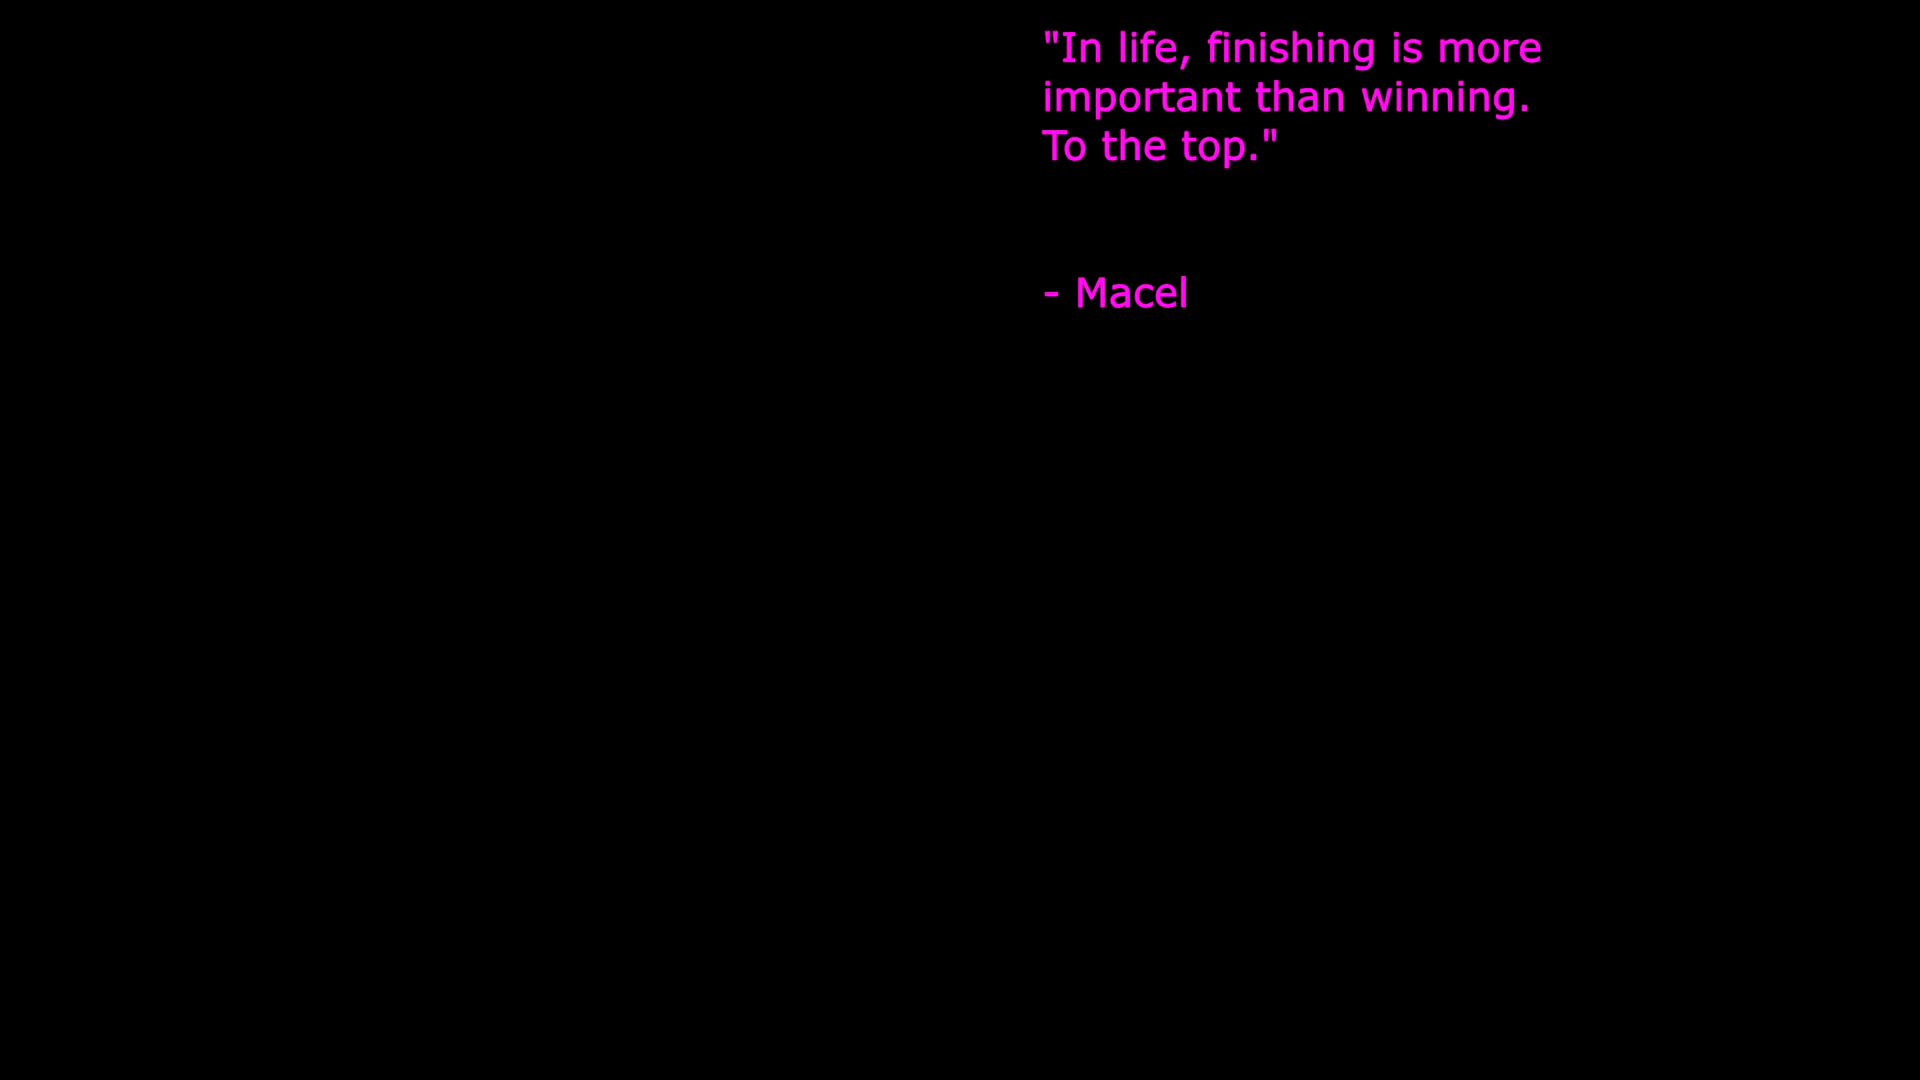 "In life, finishing is more
important than winning.
To the top."
- Macel